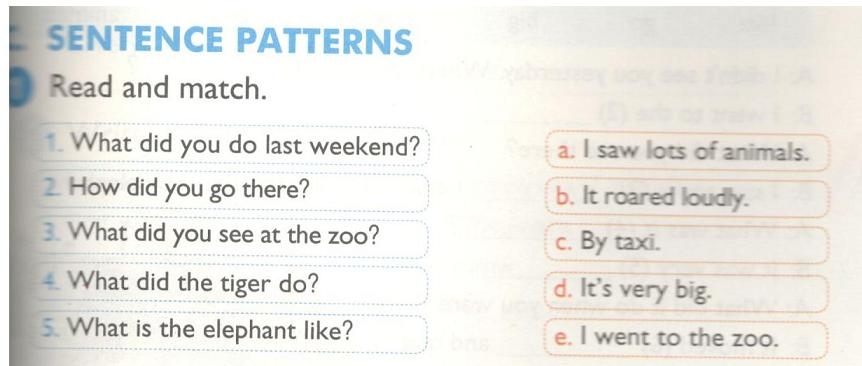 SENTENCE PATTERNS
1 Read and match.
1. What did you do last weekend?
a. I saw lots of animals.
2. How did you go there?
b. It roared loudly.
3. What did you see at the zoo?
c. By taxi.
4. What did the tiger do?
d. It's very big.
5. What is the elephant like?
e. I went to the zoo.